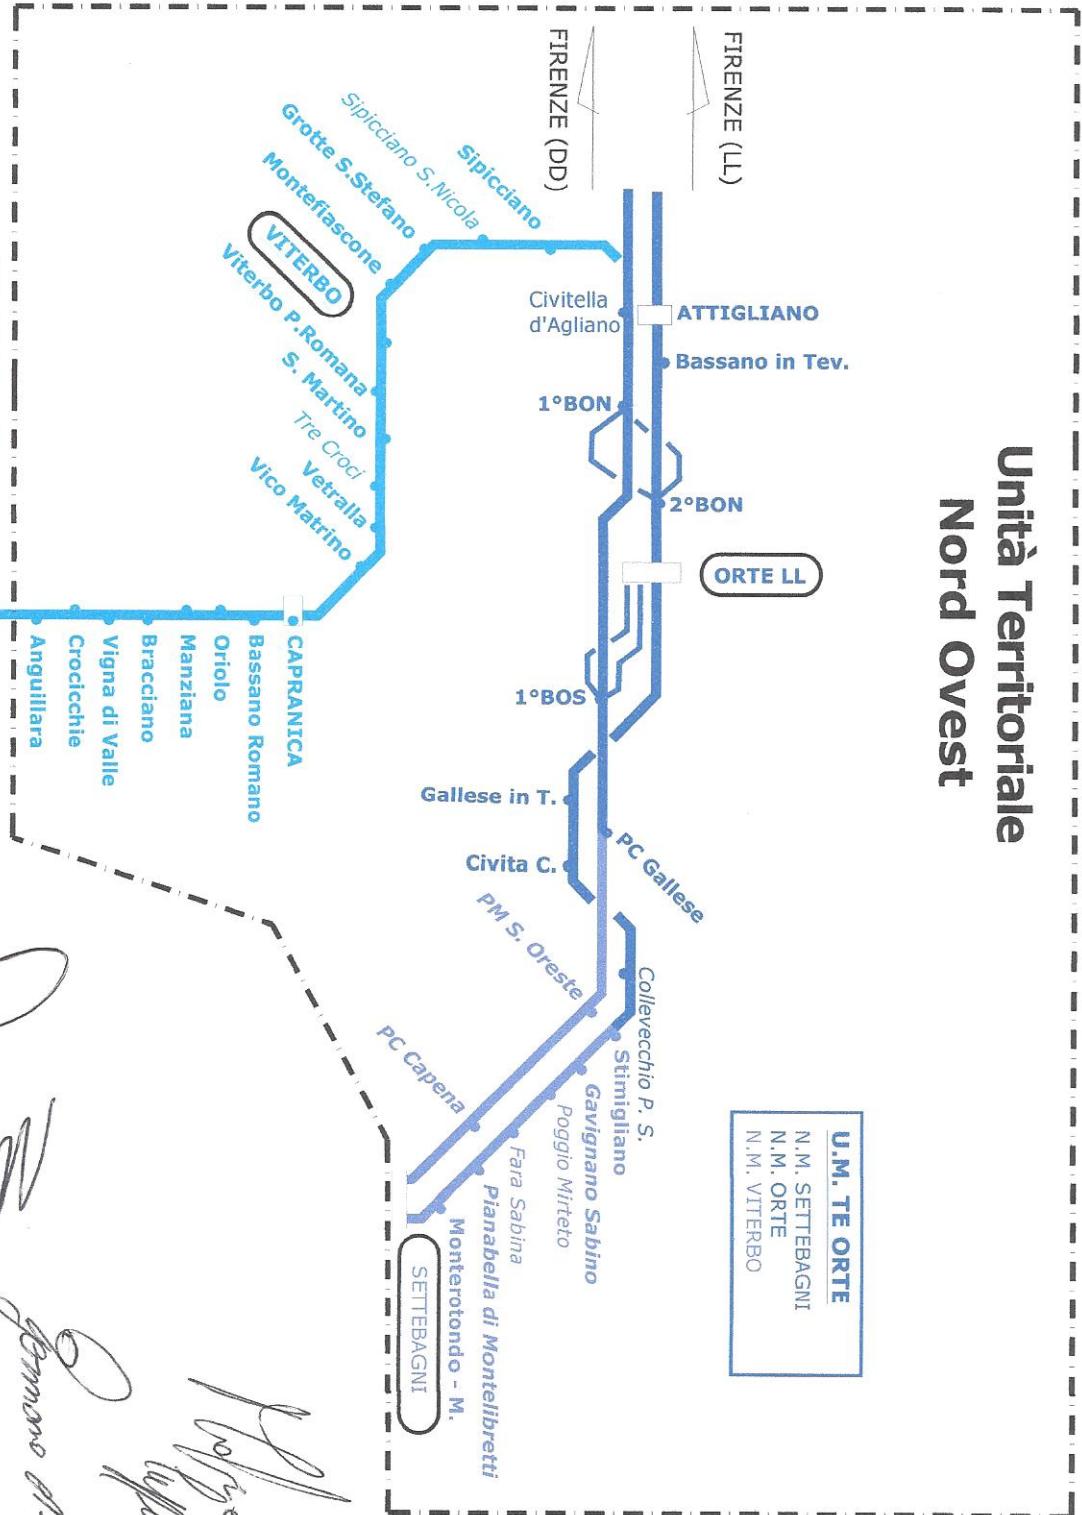 Unità Territoriale
Nord Ovest
FIRENZE (LL)
FIRENZE (DD)
U.M. TE ORTE
N.M. SETTEBAGNI
N.M. ORTE
N.M. VITERBO
ATTIGLIANO
Bassano in Tev.
Civitella
d'Agliano
1°BON
2°BON
ORTE LL
1°BOS
Gallese in T.
Civita C.
PC Gallese
PM S. Oreste
PC Capena
Collevecchio P. S.
Stimigliano
Gavignano Sabino
Poggio Mirteto
Fara Sabina
Pianabella di Montelibretti
Monterotondo - M.
SETTEBAGNI
Sipicciano
Sipicciano S.Nicola
Grotte S.Stefano
Montefiascone
VITERBO
Viterbo P.Romana
S. Martino
Tre Croci
Vetralla
Vico Matrino
CAPRANICA
Bassano Romano
Oriolo
Manziana
Bracciano
Vigna di Valle
Crocicchie
Anguillara